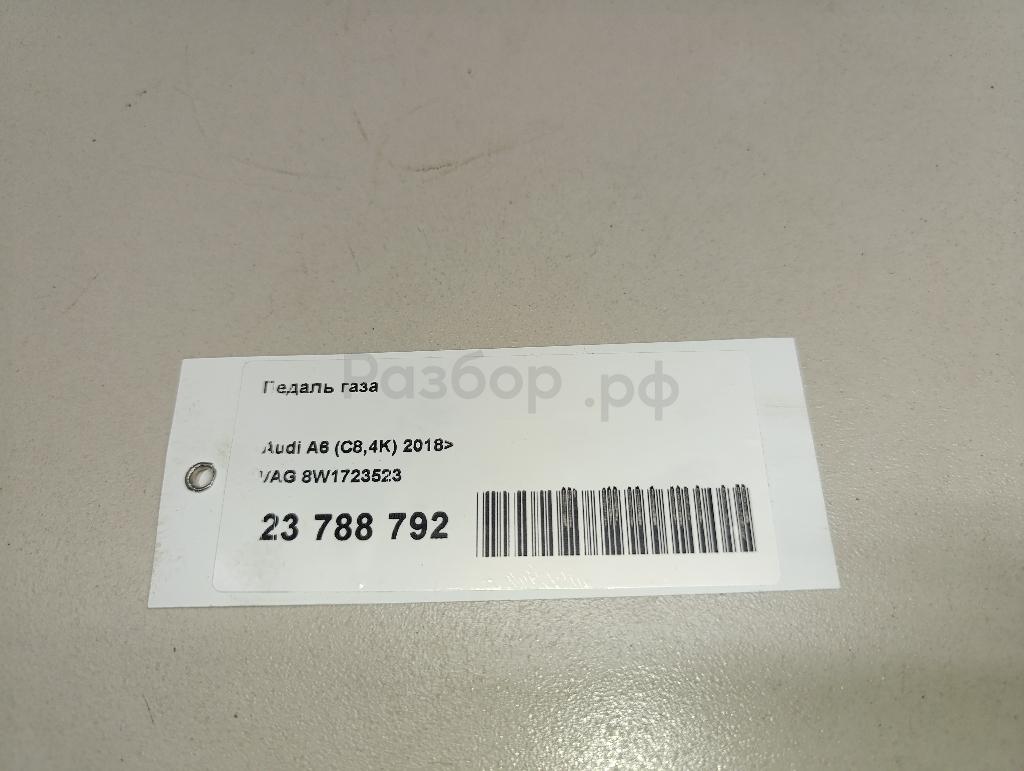 Разбор.рф
Педаль газа
Audi A6 (C8,4K) 2018>
VAG 8W1723523
23 788 792